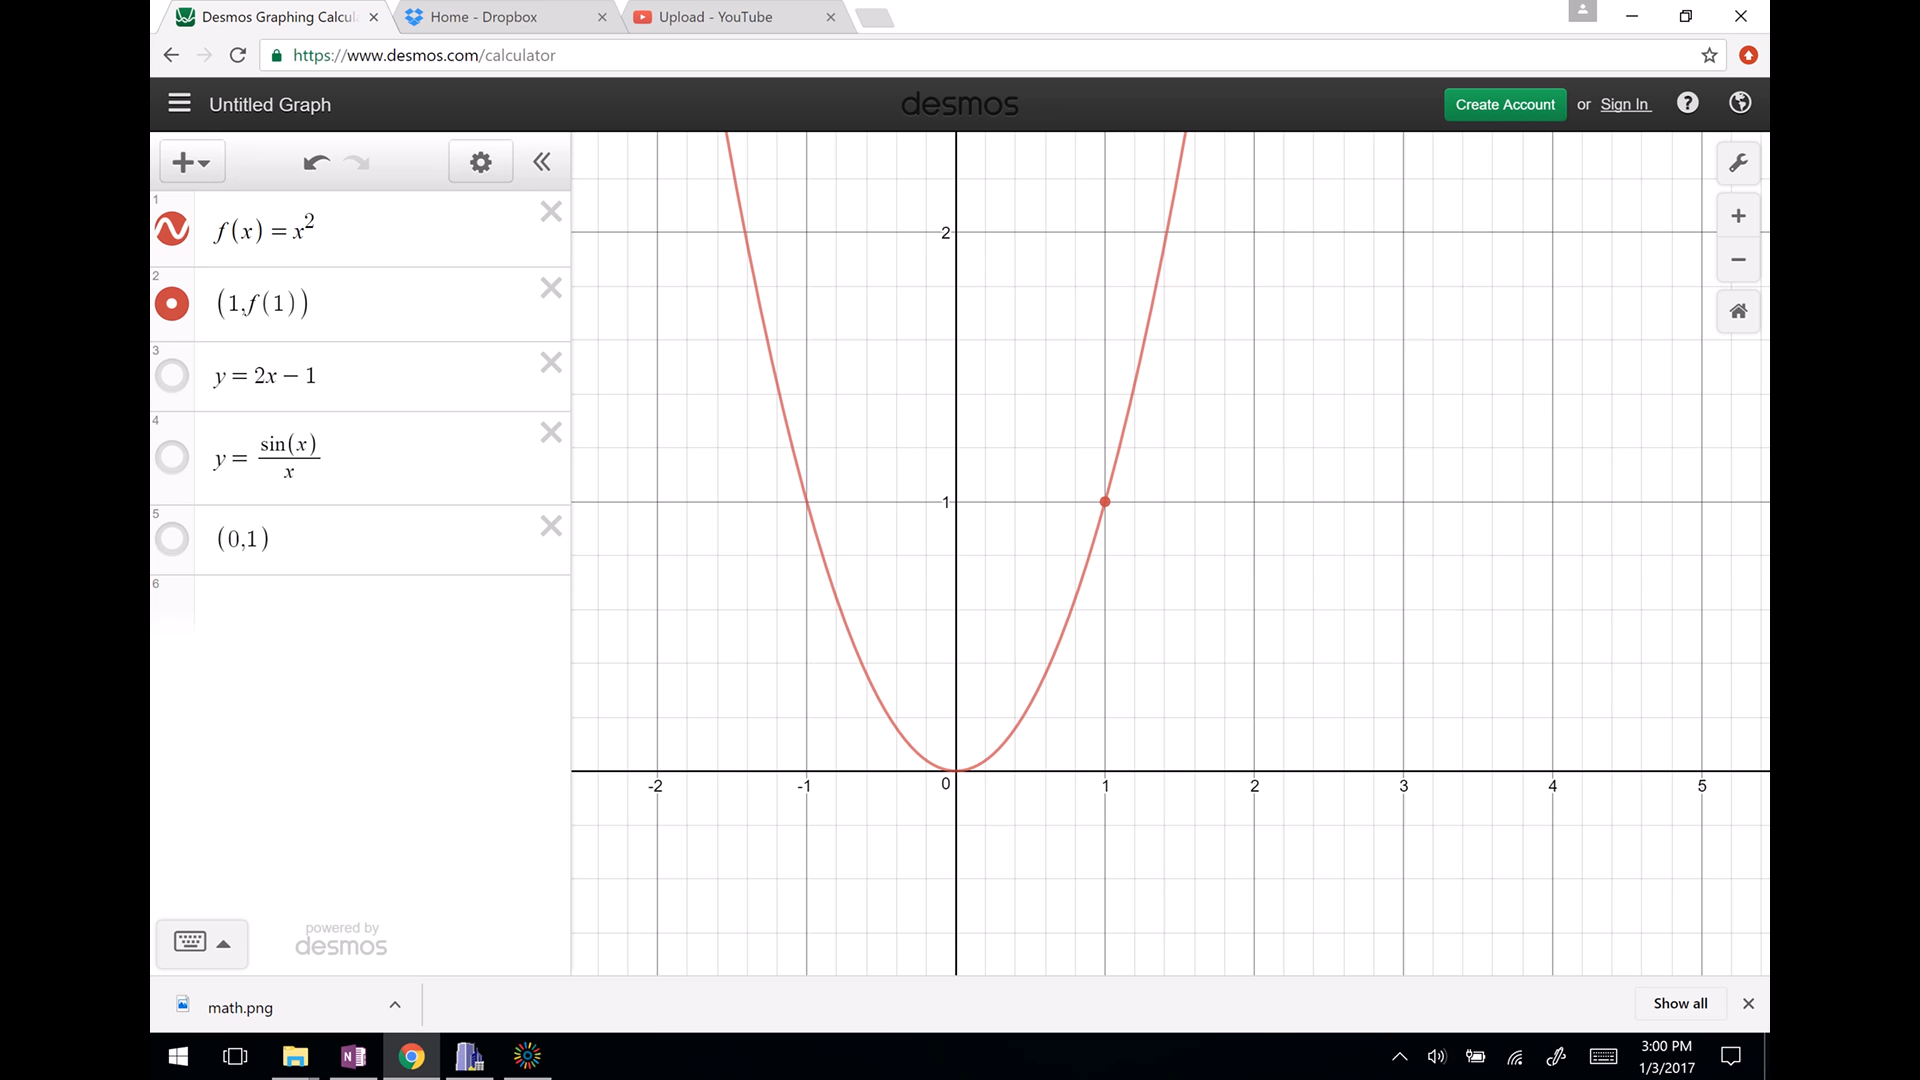 Desmos Graphing Calcul
Home - Dropbox
Upload - YouTube
https://www.desmos.com/calculator
Untitled Graph
desmos
Create Account or Sign In ?
1
f(x) = x²
2
(1,f(1))
3
y = 2x − 1
4
y = sin(x)/x
5
(0,1)
6
2
1
-2 -1 0 1 2 3 4 5
powered by
desmos
math.png
Show all
N
3:00 PM
1/3/2017